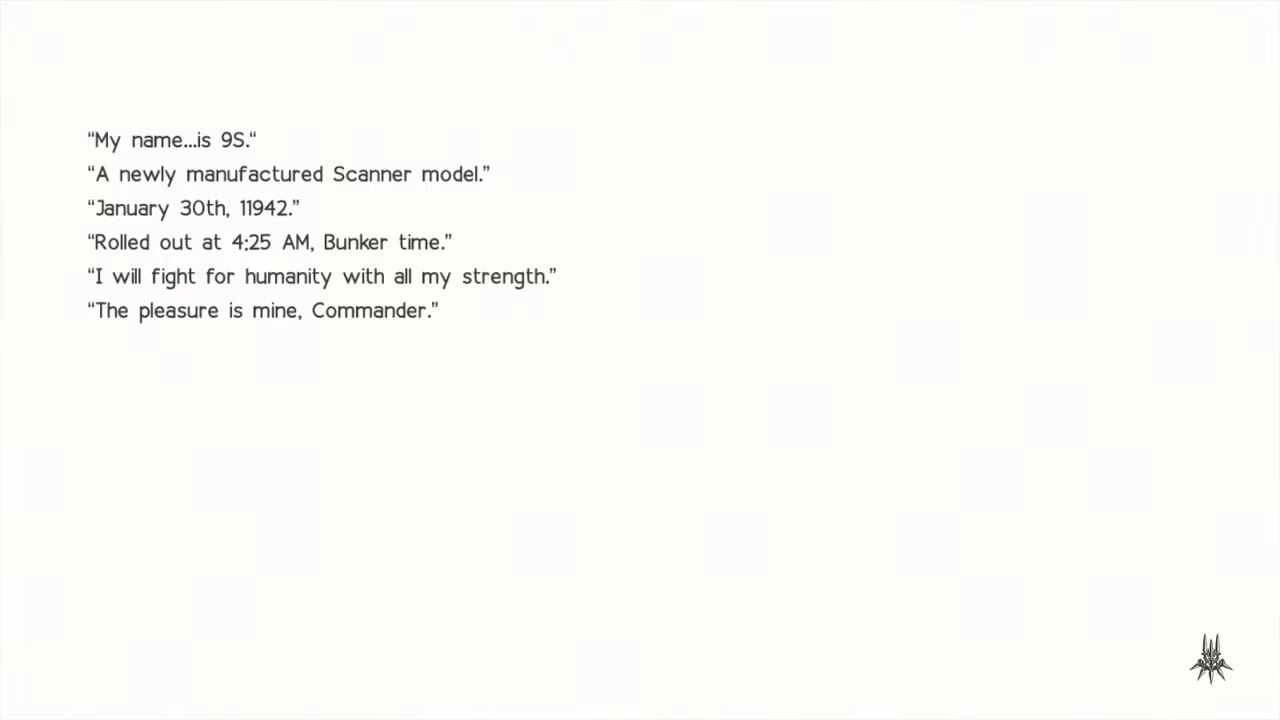 “My name...is 9S.“
“A newly manufactured Scanner model.”
“January 30th, 11942.”
“Rolled out at 4:25 AM, Bunker time.”
“I will fight for humanity with all my strength.”
“The pleasure is mine, Commander.”